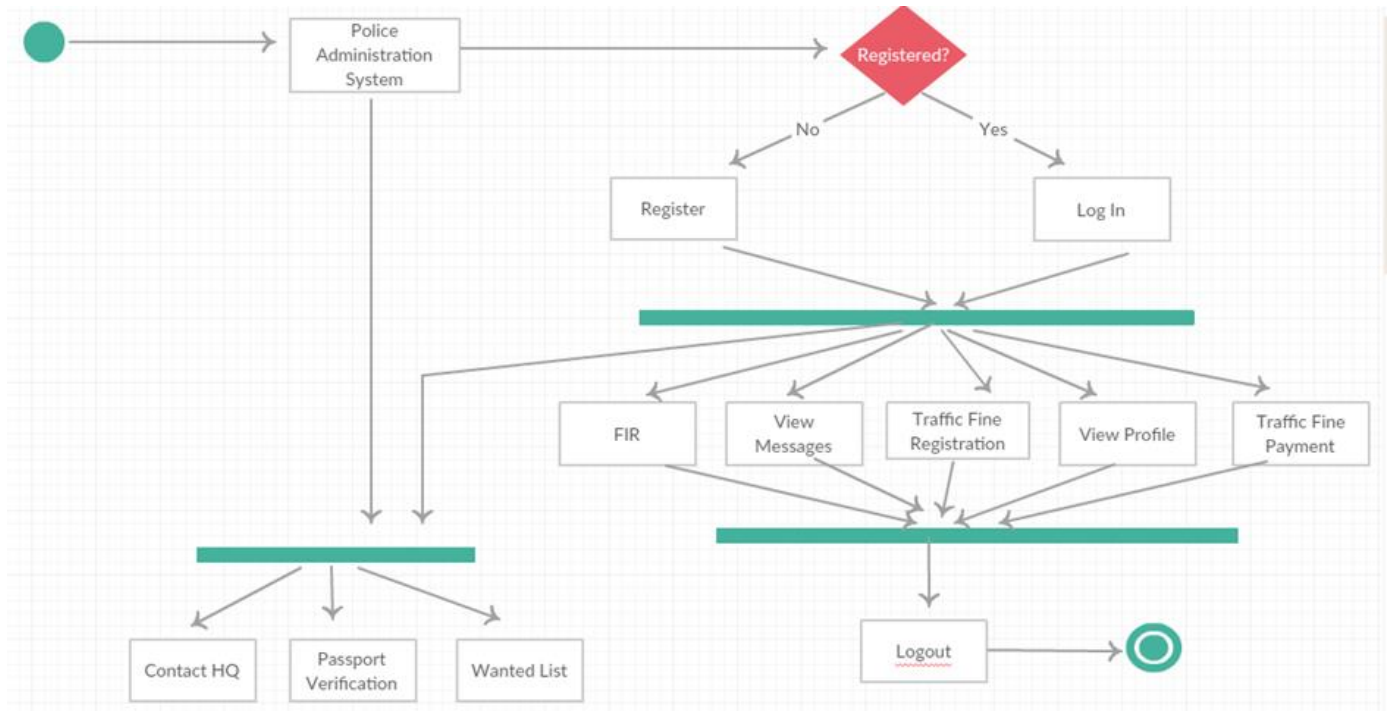 Police
Administration
System
Registered?
No
Yes
Register
Log In
FIR
View
Messages
Traffic Fine
Registration
View Profile
Traffic Fine
Payment
Contact HQ
Passport
Verification
Wanted List
Logout